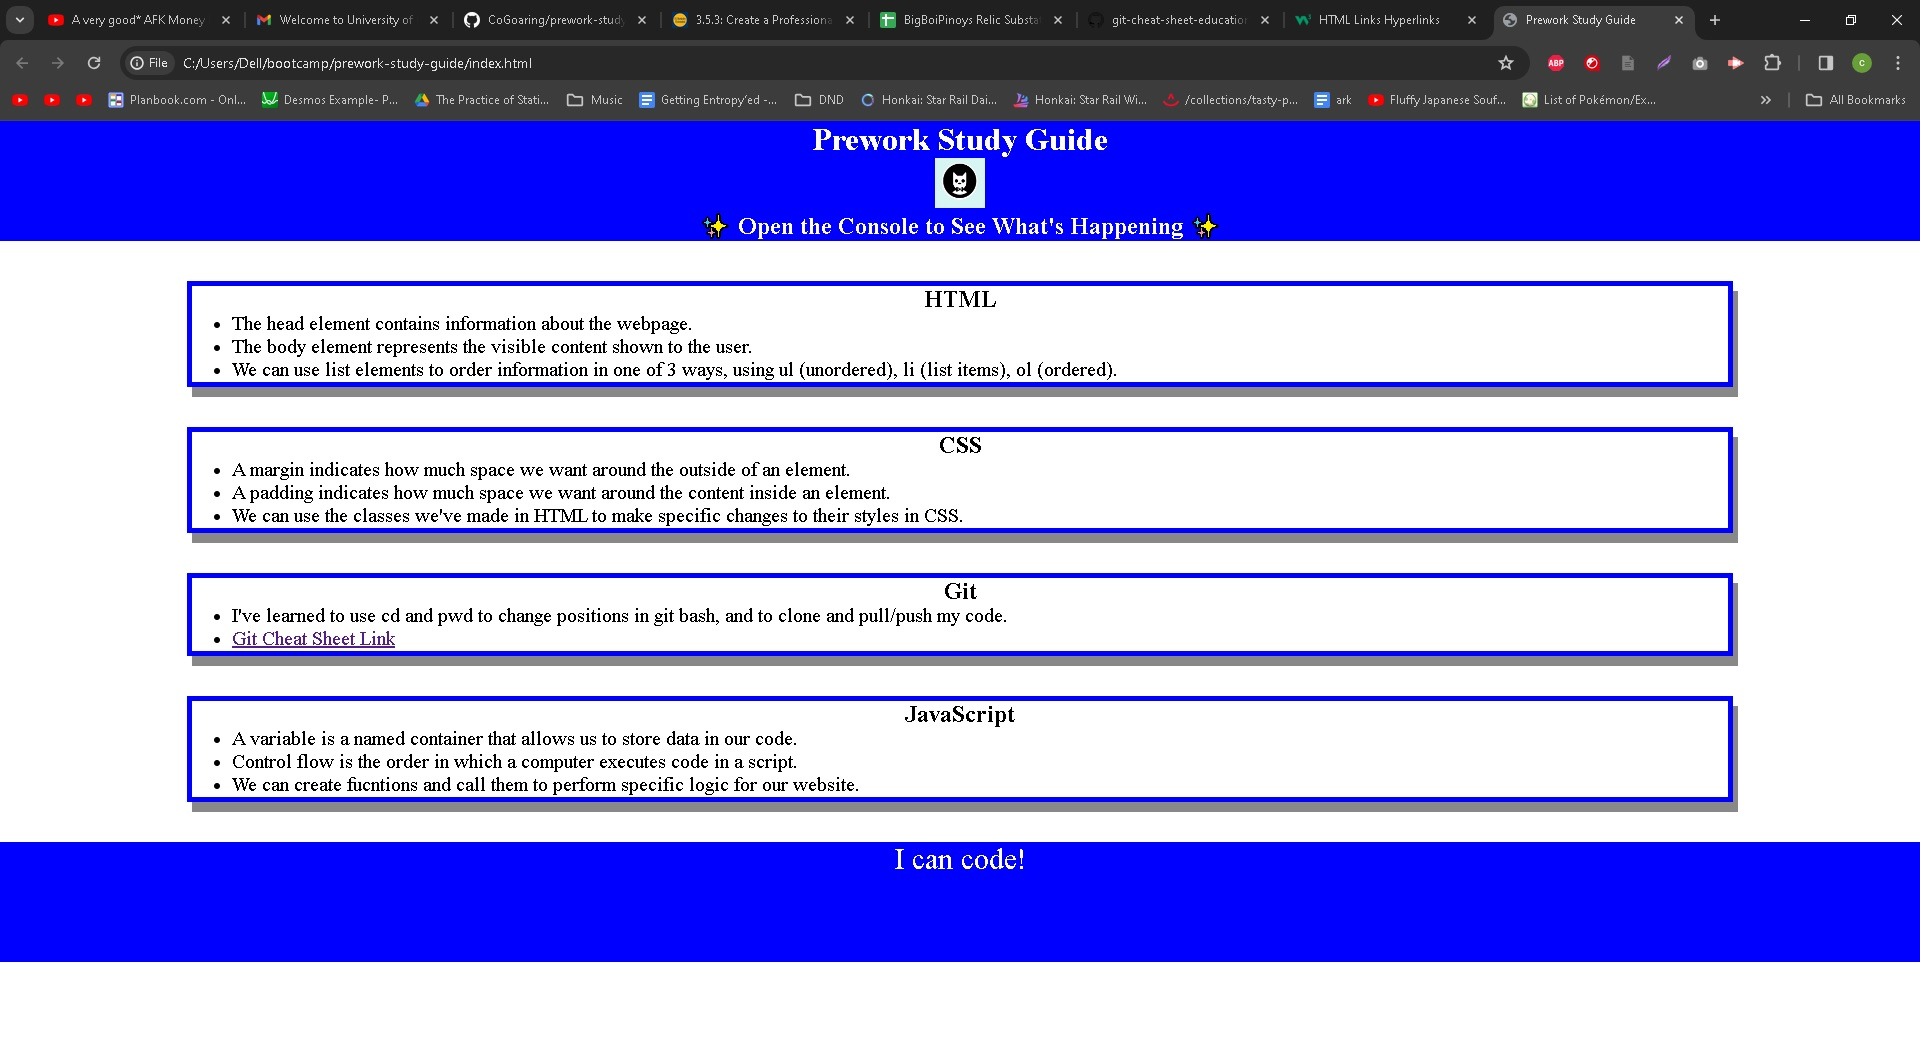 A very good* AFK Money
Welcome to University of
CoGoaring/prework-study
3.5.3: Create a Professiona
BigBoiPinoys Relic Substa
git-cheat-sheet-educatio
HTML Links Hyperlinks
Prework Study Guide
File
C:/Users/Dell/bootcamp/prework-study-guide/index.html
ABP
C
Planbook.com - Onl...
Desmos Example- P...
The Practice of Stati...
Music
Getting Entropy'ed -...
DND
Honkai: Star Rail Dai...
Honkai: Star Rail Wi...
/collections/tasty-p...
ark
Fluffy Japanese Souf...
List of Pokémon/Ex...
All Bookmarks
Prework Study Guide
✨ Open the Console to See What's Happening ✨
HTML
• The head element contains information about the webpage.
• The body element represents the visible content shown to the user.
• We can use list elements to order information in one of 3 ways, using ul (unordered), li (list items), ol (ordered).
CSS
• A margin indicates how much space we want around the outside of an element.
• A padding indicates how much space we want around the content inside an element.
• We can use the classes we've made in HTML to make specific changes to their styles in CSS.
Git
• I've learned to use cd and pwd to change positions in git bash, and to clone and pull/push my code.
• Git Cheat Sheet Link
JavaScript
• A variable is a named container that allows us to store data in our code.
• Control flow is the order in which a computer executes code in a script.
• We can create fucntions and call them to perform specific logic for our website.
I can code!